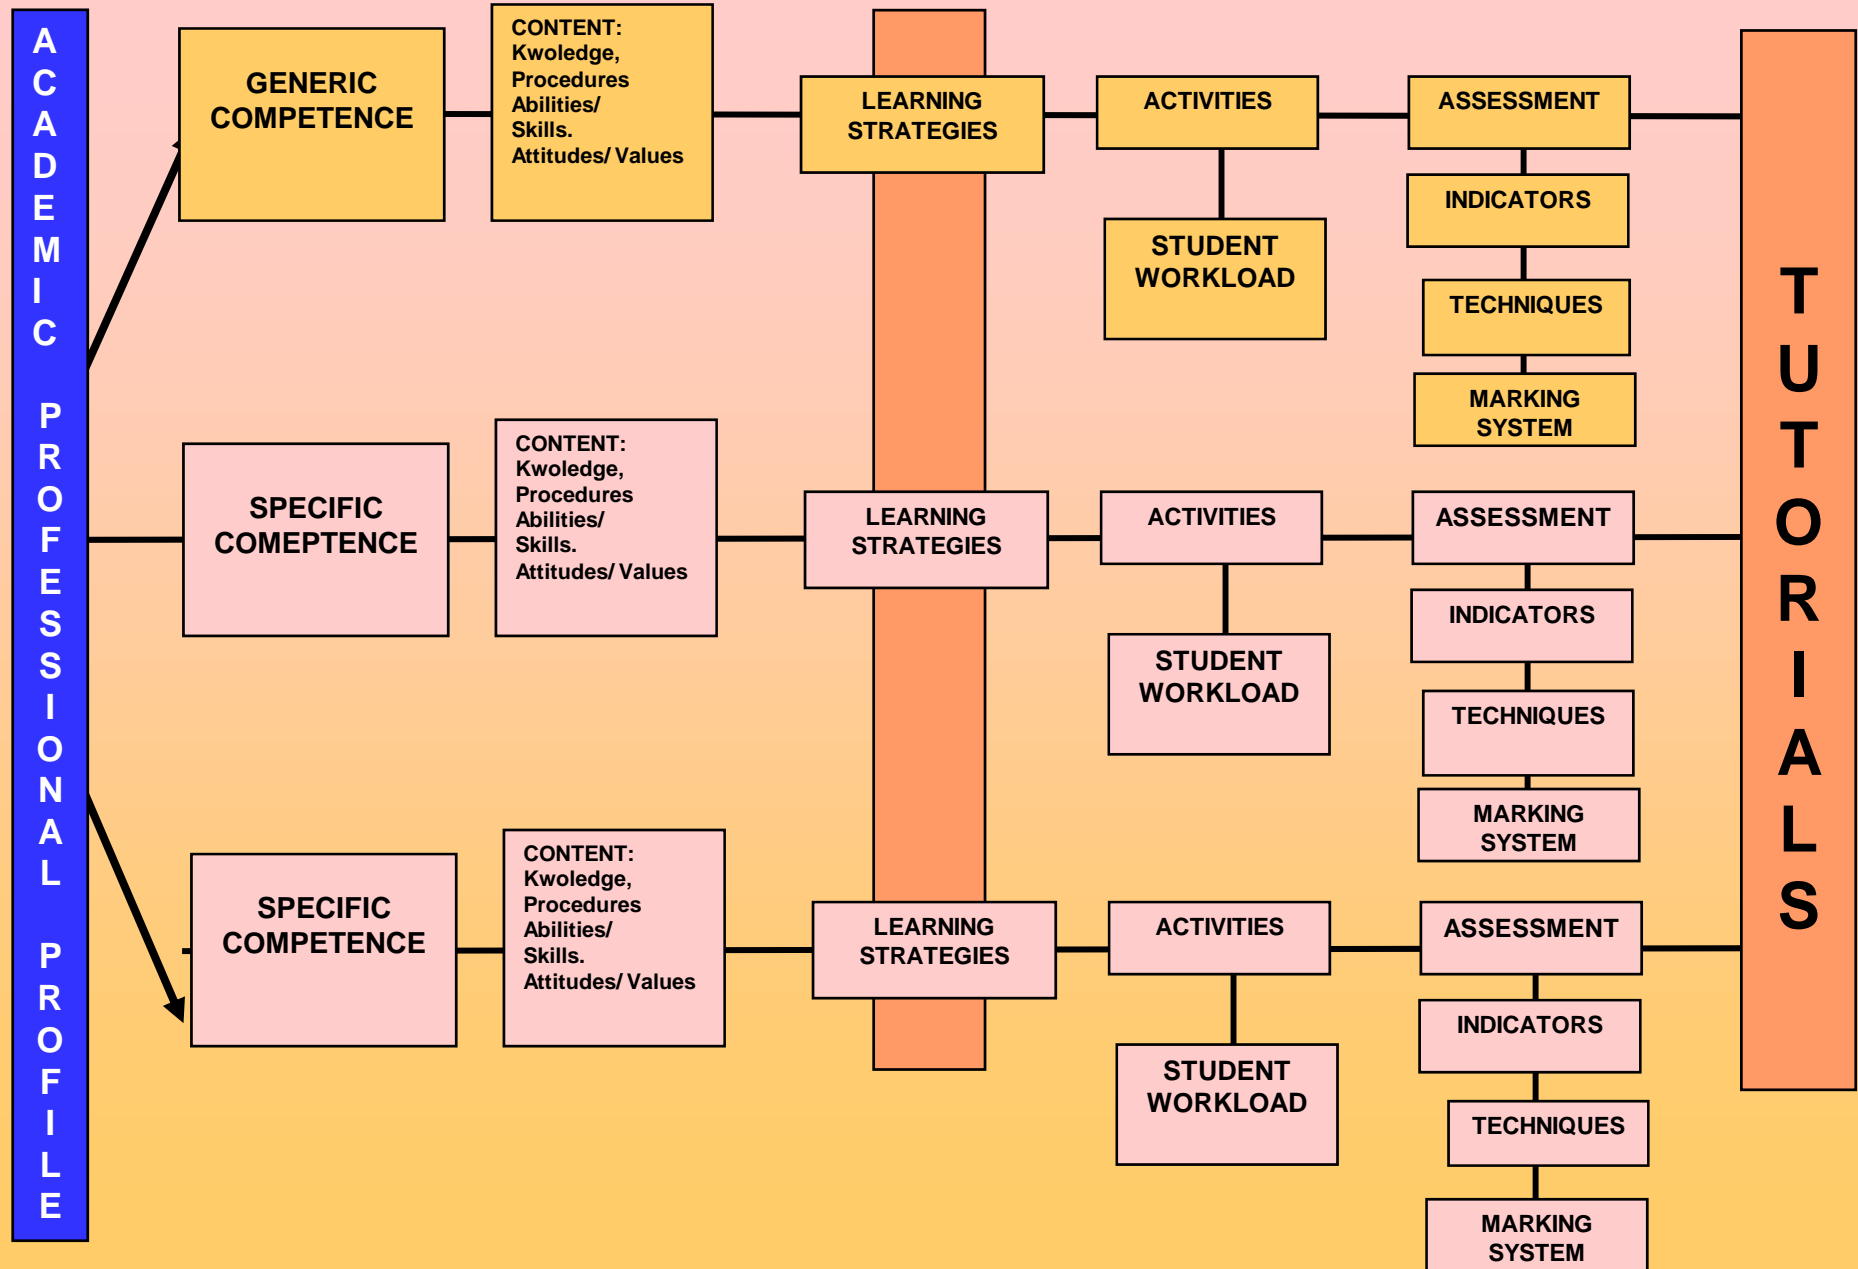 ACADEMIC PROFESSIONAL PROFILE
GENERIC
COMPETENCE
CONTENT:
Kwoledge,
Procedures
Abilities/
Skills.
Attitudes/ Values
LEARNING
STRATEGIES
ACTIVITIES
STUDENT
WORKLOAD
ASSESSMENT
INDICATORS
TECHNIQUES
MARKING
SYSTEM
SPECIFIC
COMEPTENCE
CONTENT:
Kwoledge,
Procedures
Abilities/
Skills.
Attitudes/ Values
LEARNING
STRATEGIES
ACTIVITIES
STUDENT
WORKLOAD
ASSESSMENT
INDICATORS
TECHNIQUES
MARKING
SYSTEM
SPECIFIC
COMPETENCE
CONTENT:
Kwoledge,
Procedures
Abilities/
Skills.
Attitudes/ Values
LEARNING
STRATEGIES
ACTIVITIES
STUDENT
WORKLOAD
ASSESSMENT
INDICATORS
TECHNIQUES
MARKING
SYSTEM
TUTORIALS